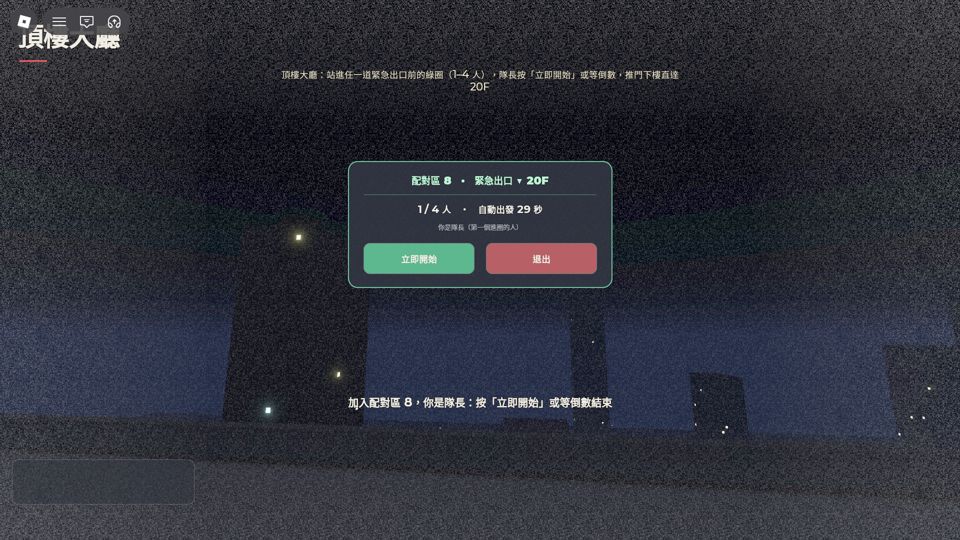 頂樓大廳
頂樓大廳：站進任一道緊急出口前的綠圈（1–4 人），隊長按「立即開始」或等倒數，推門下樓直達
20F
配對區 8 • 緊急出口 ▼ 20F
1 / 4 人 • 自動出發 29 秒
你是隊長（第一個進圈的人）
立即開始
退出
加入配對區 8，你是隊長：按「立即開始」或等倒數結束